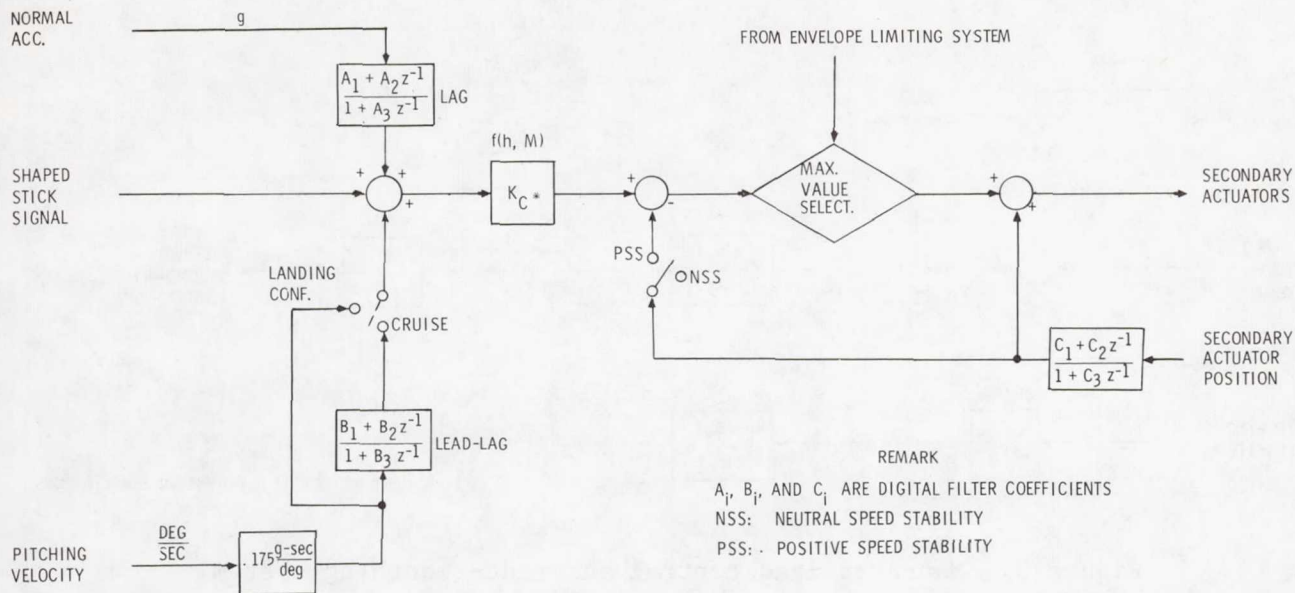 NORMAL
ACC.
g
A1 + A2 z-1
1 + A3 z-1
LAG
SHAPED
STICK
SIGNAL
+
+
+
f(h, M)
KC*
+
-
FROM ENVELOPE LIMITING SYSTEM
MAX.
VALUE
SELECT.
+
+
SECONDARY
ACTUATORS
PSS
NSS
LANDING
CONF.
CRUISE
C1 + C2 z-1
1 + C3 z-1
SECONDARY
ACTUATOR
POSITION
B1 + B2 z-1
1 + B3 z-1
LEAD-LAG
REMARK
Ai, Bi, AND Ci ARE DIGITAL FILTER COEFFICIENTS
NSS: NEUTRAL SPEED STABILITY
PSS: POSITIVE SPEED STABILITY
PITCHING
VELOCITY
DEG
SEC
.175 g-sec
deg